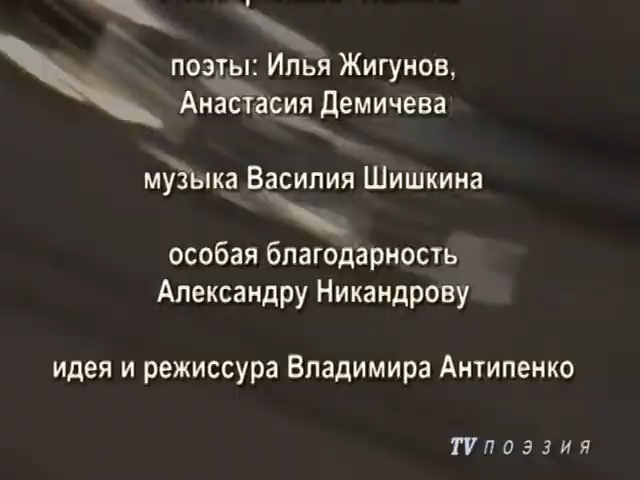 поэты: Илья Жигунов,
Анастасия Демичева
музыка Василия Шишкина
особая благодарность
Александру Никандрову
идея и режиссура Владимира Антипенко
TV поэзия